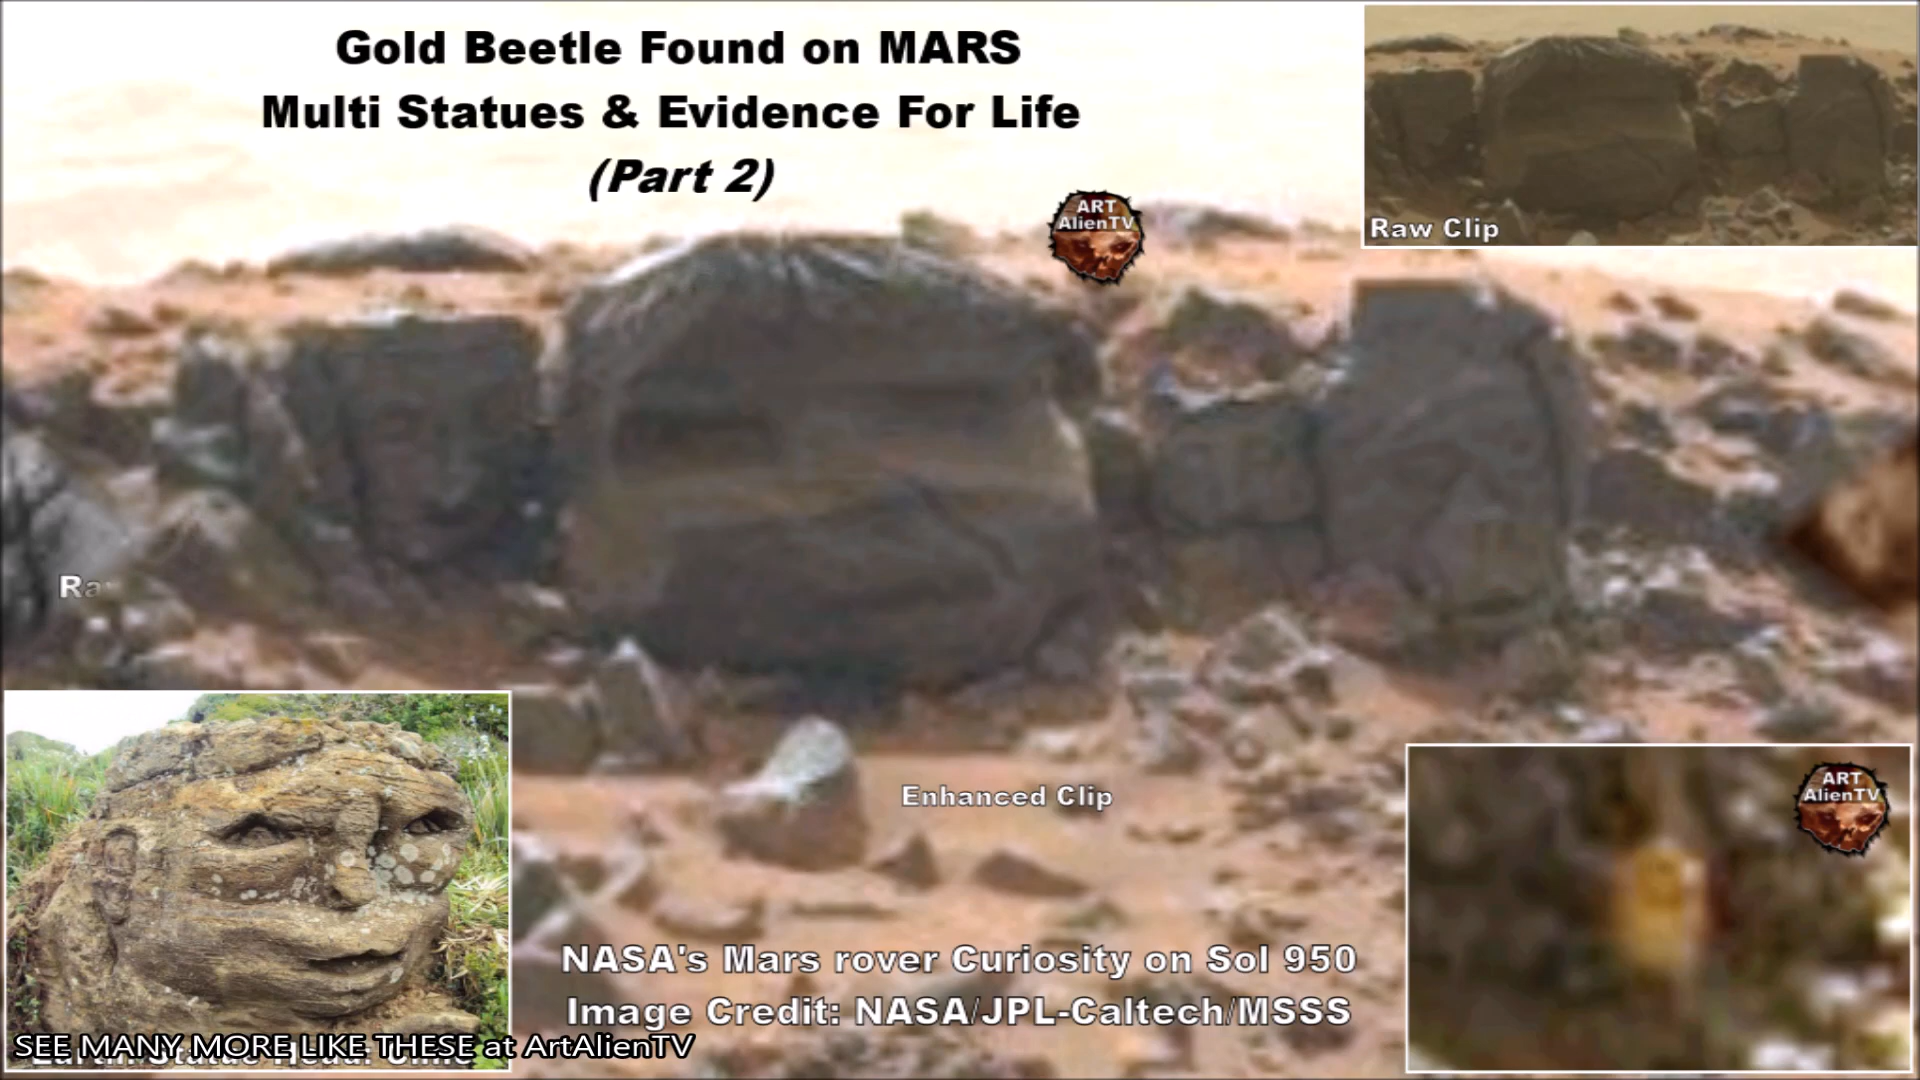 Gold Beetle Found on MARS
Multi Statues & Evidence For Life
(Part 2)
ART
AlienTV
Raw Clip
Enhanced Clip
ART
AlienTV
NASA's Mars rover Curiosity on Sol 950
Image Credit: NASA/JPL-Caltech/MSSS
SEE MANY MORE LIKE THESE at ArtAlienTV